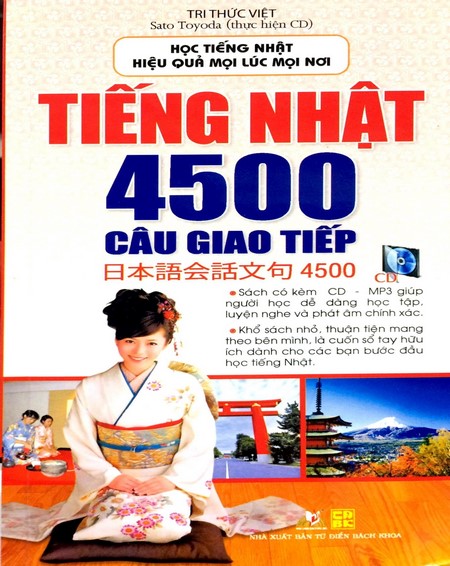 TRI THỨC VIỆT
Sato Toyoda (thực hiện CD)
HỌC TIẾNG NHẬT
HIỆU QUẢ MỌI LÚC MỌI NƠI
TIẾNG NHẬT
4500
CÂU GIAO TIẾP
日本語会話文句 4500
CD
Sách có kèm CD - MP3 giúp
người học dễ dàng học tập,
luyện nghe và phát âm chính xác.
Khổ sách nhỏ, thuận tiện mang
theo bên mình, là cuốn sổ tay hữu
ích dành cho các bạn bước đầu
học tiếng Nhật.
NHÀ XUẤT BẢN TỪ ĐIỂN BÁCH KHOA